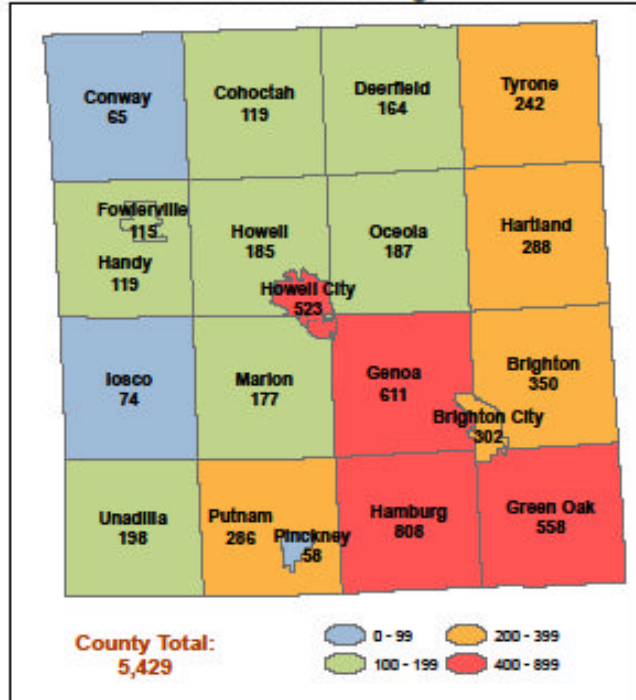 Conway
65
Cohoctah
119
Deerfield
164
Tyrone
242
Fowlerville
115
Handy
119
Howell
185
Oceola
187
Hartland
288
Howell City
523
Iosco
74
Marion
177
Genoa
611
Brighton
350
Brighton City
302
Unadilla
198
Putnam
286
Pinckney
58
Hamburg
808
Green Oak
558
County Total:
5,429
0 - 99
200 - 399
100 - 199
400 - 899